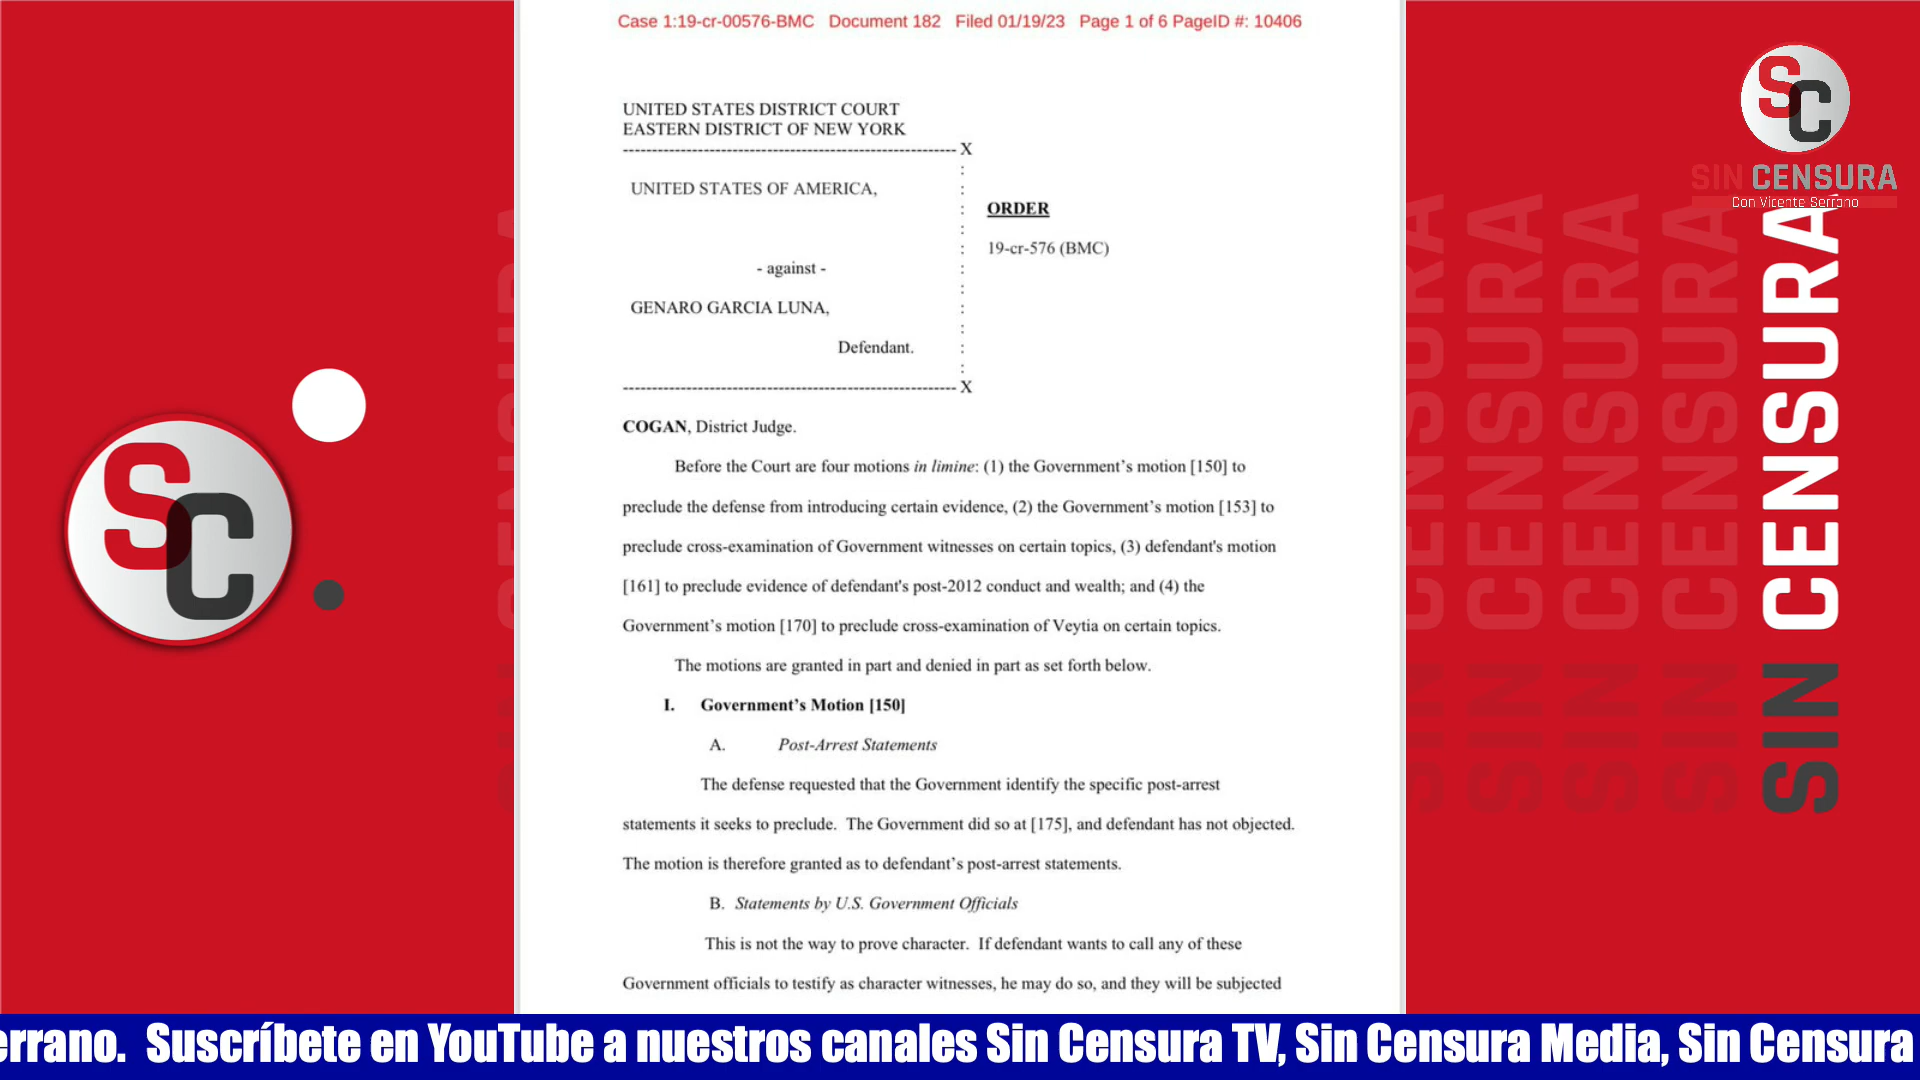 Case 1:19-cr-00576-BMC Document 182 Filed 01/19/23 Page 1 of 6 PageID #: 10406
UNITED STATES DISTRICT COURT
EASTERN DISTRICT OF NEW YORK
-------------------------------------------------------- X
UNITED STATES OF AMERICA,
ORDER
19-cr-576 (BMC)
- against -
GENARO GARCIA LUNA,
Defendant.
-------------------------------------------------------- X
COGAN, District Judge.
Before the Court are four motions in limine: (1) the Government's motion [150] to
preclude the defense from introducing certain evidence, (2) the Government's motion [153] to
preclude cross-examination of Government witnesses on certain topics, (3) defendant's motion
[161] to preclude evidence of defendant's post-2012 conduct and wealth; and (4) the
Government's motion [170] to preclude cross-examination of Veytia on certain topics.
The motions are granted in part and denied in part as set forth below.
I. Government's Motion [150]
A. Post-Arrest Statements
The defense requested that the Government identify the specific post-arrest
statements it seeks to preclude. The Government did so at [175], and defendant has not objected.
The motion is therefore granted as to defendant's post-arrest statements.
B. Statements by U.S. Government Officials
This is not the way to prove character. If defendant wants to call any of these
Government officials to testify as character witnesses, he may do so, and they will be subjected
SC
SC
SIN CENSURA
Con Vicente Serrano
SIN CENSURA
SIN CENSURA
SIN CENSURA
SIN CENSURA
errano. Suscríbete en YouTube a nuestros canales Sin Censura TV, Sin Censura Media, Sin Censura